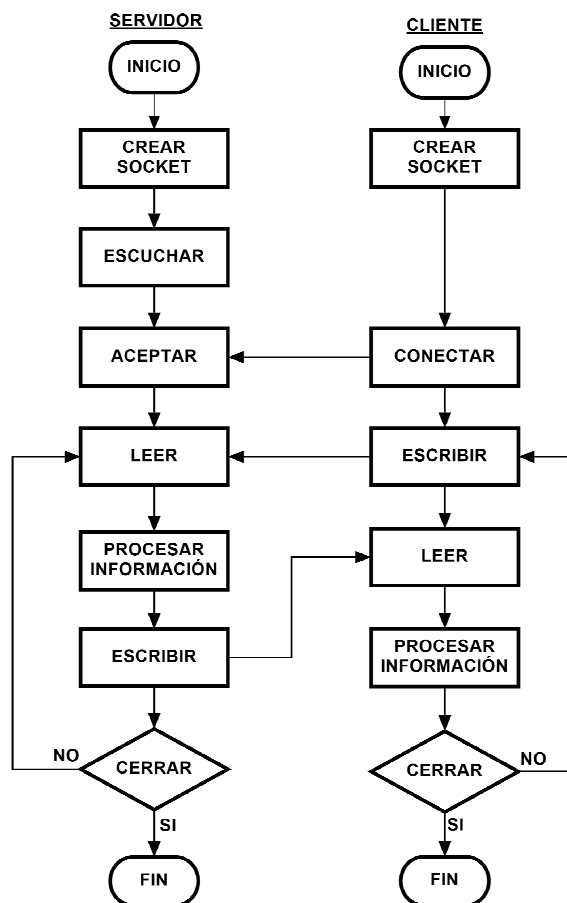 SERVIDOR
INICIO
CREAR
SOCKET
ESCUCHAR
ACEPTAR
LEER
PROCESAR
INFORMACIÓN
ESCRIBIR
NO
CERRAR
SI
FIN
CLIENTE
INICIO
CREAR
SOCKET
CONECTAR
ESCRIBIR
LEER
PROCESAR
INFORMACIÓN
CERRAR
NO
SI
FIN